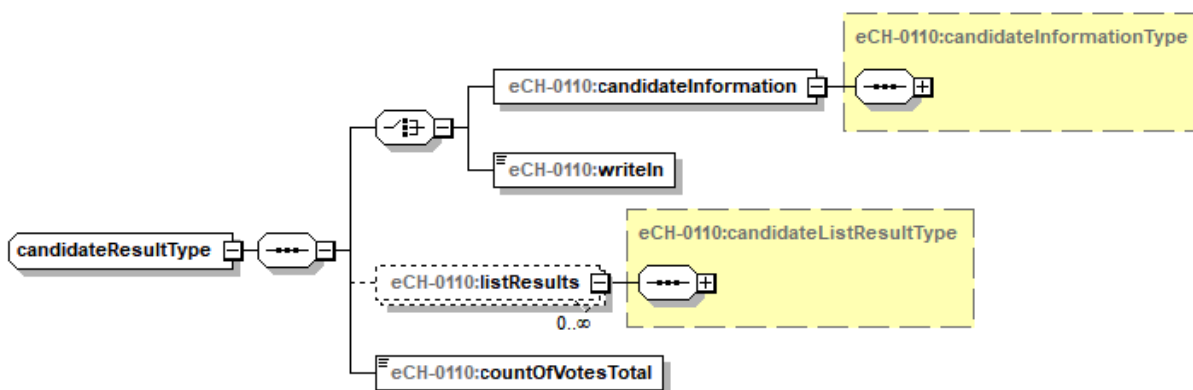 eCH-0110:candidateInformationType
eCH-0110:candidateInformation
eCH-0110:writeIn
candidateResultType
eCH-0110:candidateListResultType
eCH-0110:listResults
0..∞
eCH-0110:countOfVotesTotal